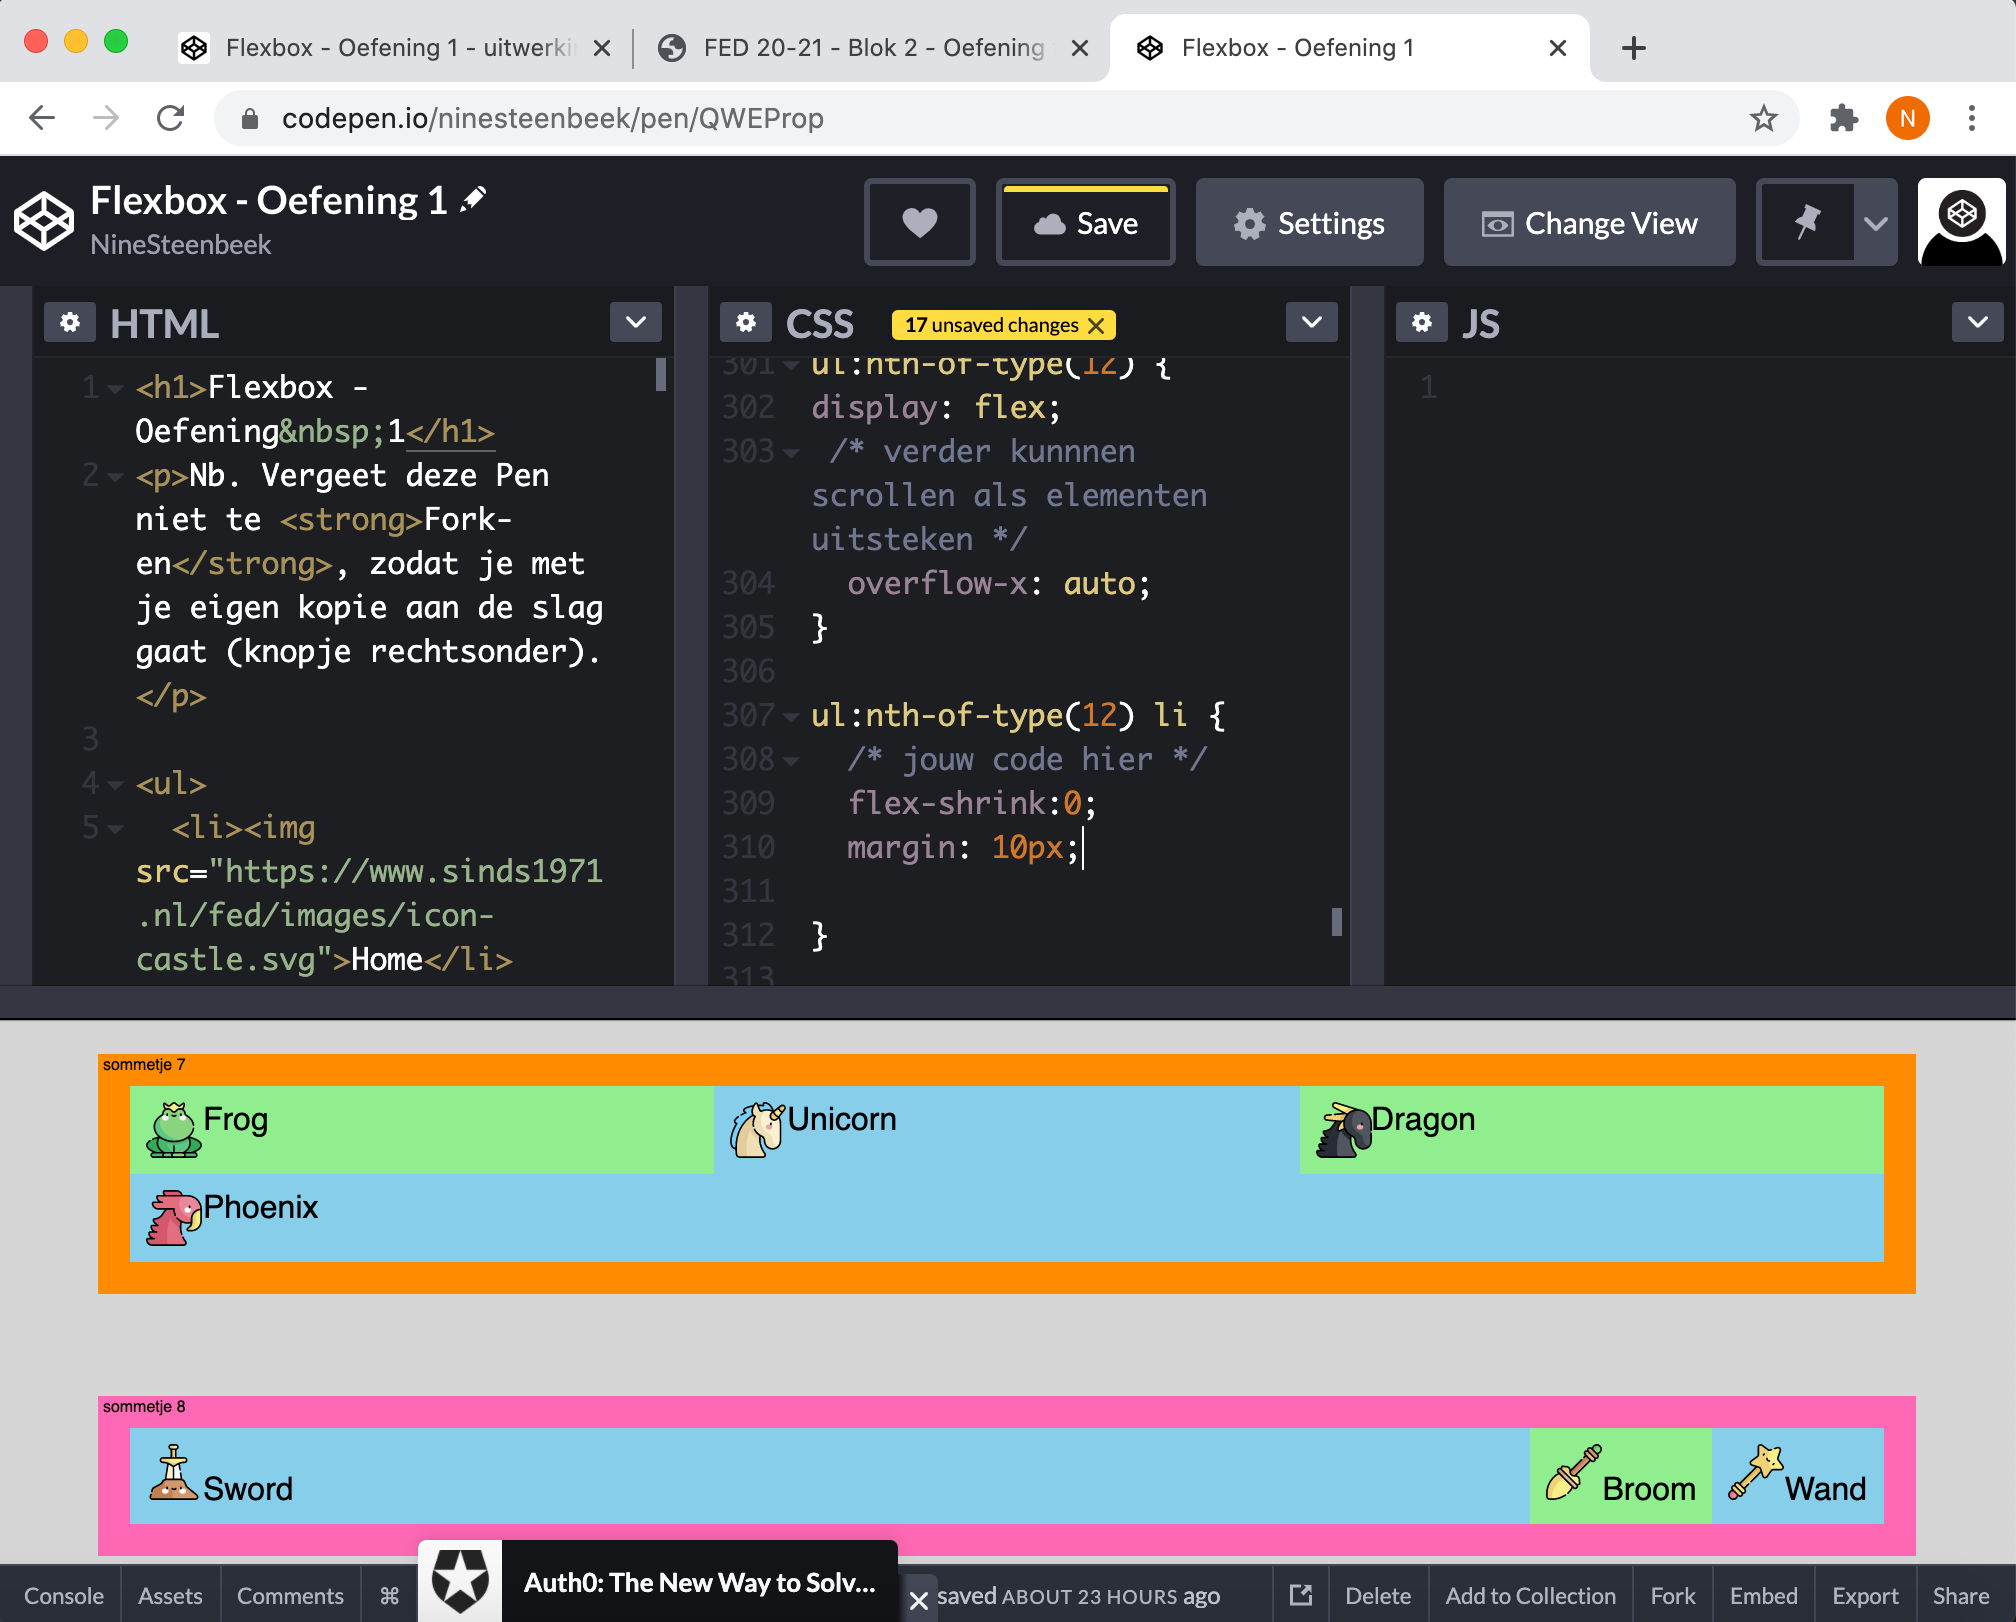 Flexbox - Oefening 1 - uitwerki
FED 20-21 - Blok 2 - Oefening
Flexbox - Oefening 1
codepen.io/ninesteenbeek/pen/QWEProp
N
Flexbox - Oefening 1
NineSteenbeek
Save
Settings
Change View
HTML
1 <h1>Flexbox -
Oefening&nbsp;1</h1>
2 <p>Nb. Vergeet deze Pen
niet te <strong>Fork-
en</strong>, zodat je met
je eigen kopie aan de slag
gaat (knopje rechtsonder).
</p>
3
4 <ul>
5 <li><img
src="https://www.sinds1971
.nl/fed/images/icon-
castle.svg">Home</li>
CSS
17 unsaved changes
301 ul:nth-of-type(12) {
302 display: flex;
303 /* verder kunnnen
scrollen als elementen
uitsteken */
304 overflow-x: auto;
305 }
306
307 ul:nth-of-type(12) li {
308 /* jouw code hier */
309 flex-shrink:0;
310 margin: 10px;
311
312 }
313
JS
1
sommetje 7
Frog
Unicorn
Dragon
Phoenix
sommetje 8
Sword
Broom
Wand
Console
Assets
Comments
⌘
Auth0: The New Way to Solv...
saved ABOUT 23 HOURS ago
Delete
Add to Collection
Fork
Embed
Export
Share